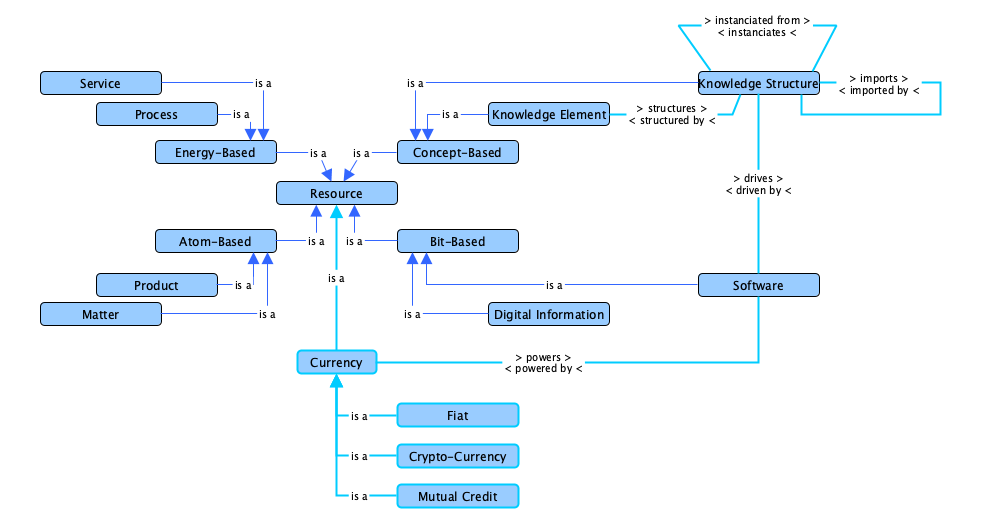 > instanciated from >
< instanciates <
Service
is a
is a
Knowledge Structure
> imports >
< imported by <
Process
is a
is a
Knowledge Element
> structures >
< structured by <
Energy-Based
is a
is a
Concept-Based
> drives >
< driven by <
Resource
Atom-Based
is a
is a
Bit-Based
is a
Product
is a
is a
Software
Matter
is a
is a
Digital Information
Currency
> powers >
< powered by <
is a
Fiat
is a
Crypto-Currency
is a
Mutual Credit